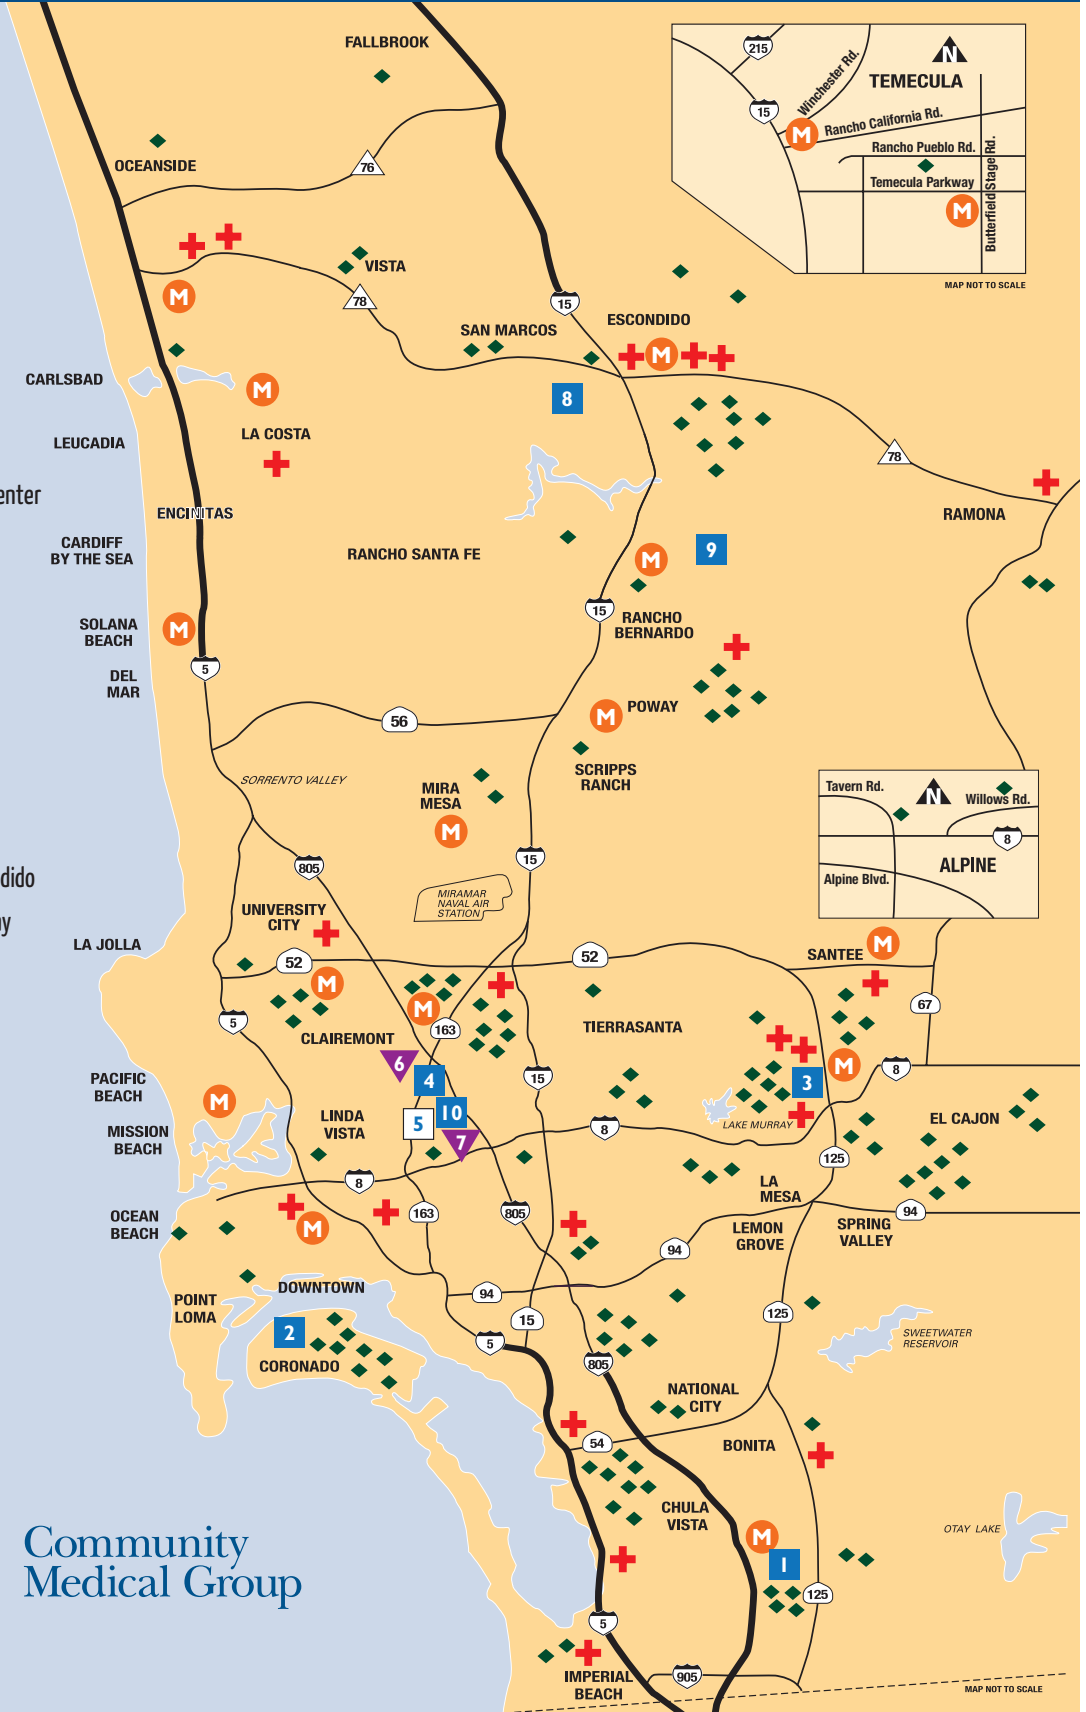 FALLBROOK
215
Winchester Rd.
N
TEMECULA
15
M
Rancho California Rd.
Rancho Pueblo Rd.
Temecula Parkway
Butterfield Stage Rd.
M
MAP NOT TO SCALE
OCEANSIDE
76
VISTA
M
78
15
SAN MARCOS
ESCONDIDO
M
CARLSBAD
M
8
LEUCADIA
LA COSTA
78
enter
ENCINITAS
RAMONA
CARDIFF
BY THE SEA
RANCHO SANTA FE
M
9
15
RANCHO
BERNARDO
SOLANA
BEACH
M
5
DEL
MAR
56
M
POWAY
SORRENTO VALLEY
MIRA
MESA
M
SCRIPPS
RANCH
Tavern Rd.
N
Willows Rd.
8
ALPINE
Alpine Blvd.
805
15
dido
MIRAMAR
NAVAL AIR
STATION
UNIVERSITY
CITY
ay
LA JOLLA
52
52
SANTEE
M
M
M
5
CLAIREMONT
163
TIERRASANTA
67
6
4
15
3
M
8
PACIFIC
BEACH
M
10
5
7
LINDA
VISTA
8
LAKE MURRAY
EL CAJON
MISSION
BEACH
125
8
LA
MESA
OCEAN
BEACH
M
163
805
94
LEMON
GROVE
SPRING
VALLEY
94
POINT
LOMA
DOWNTOWN
94
15
125
2
5
SWEETWATER
RESERVOIR
CORONADO
805
NATIONAL
CITY
54
BONITA
CHULA
VISTA
OTAY LAKE
M
1
Community
Medical Group
125
5
IMPERIAL
BEACH
905
MAP NOT TO SCALE